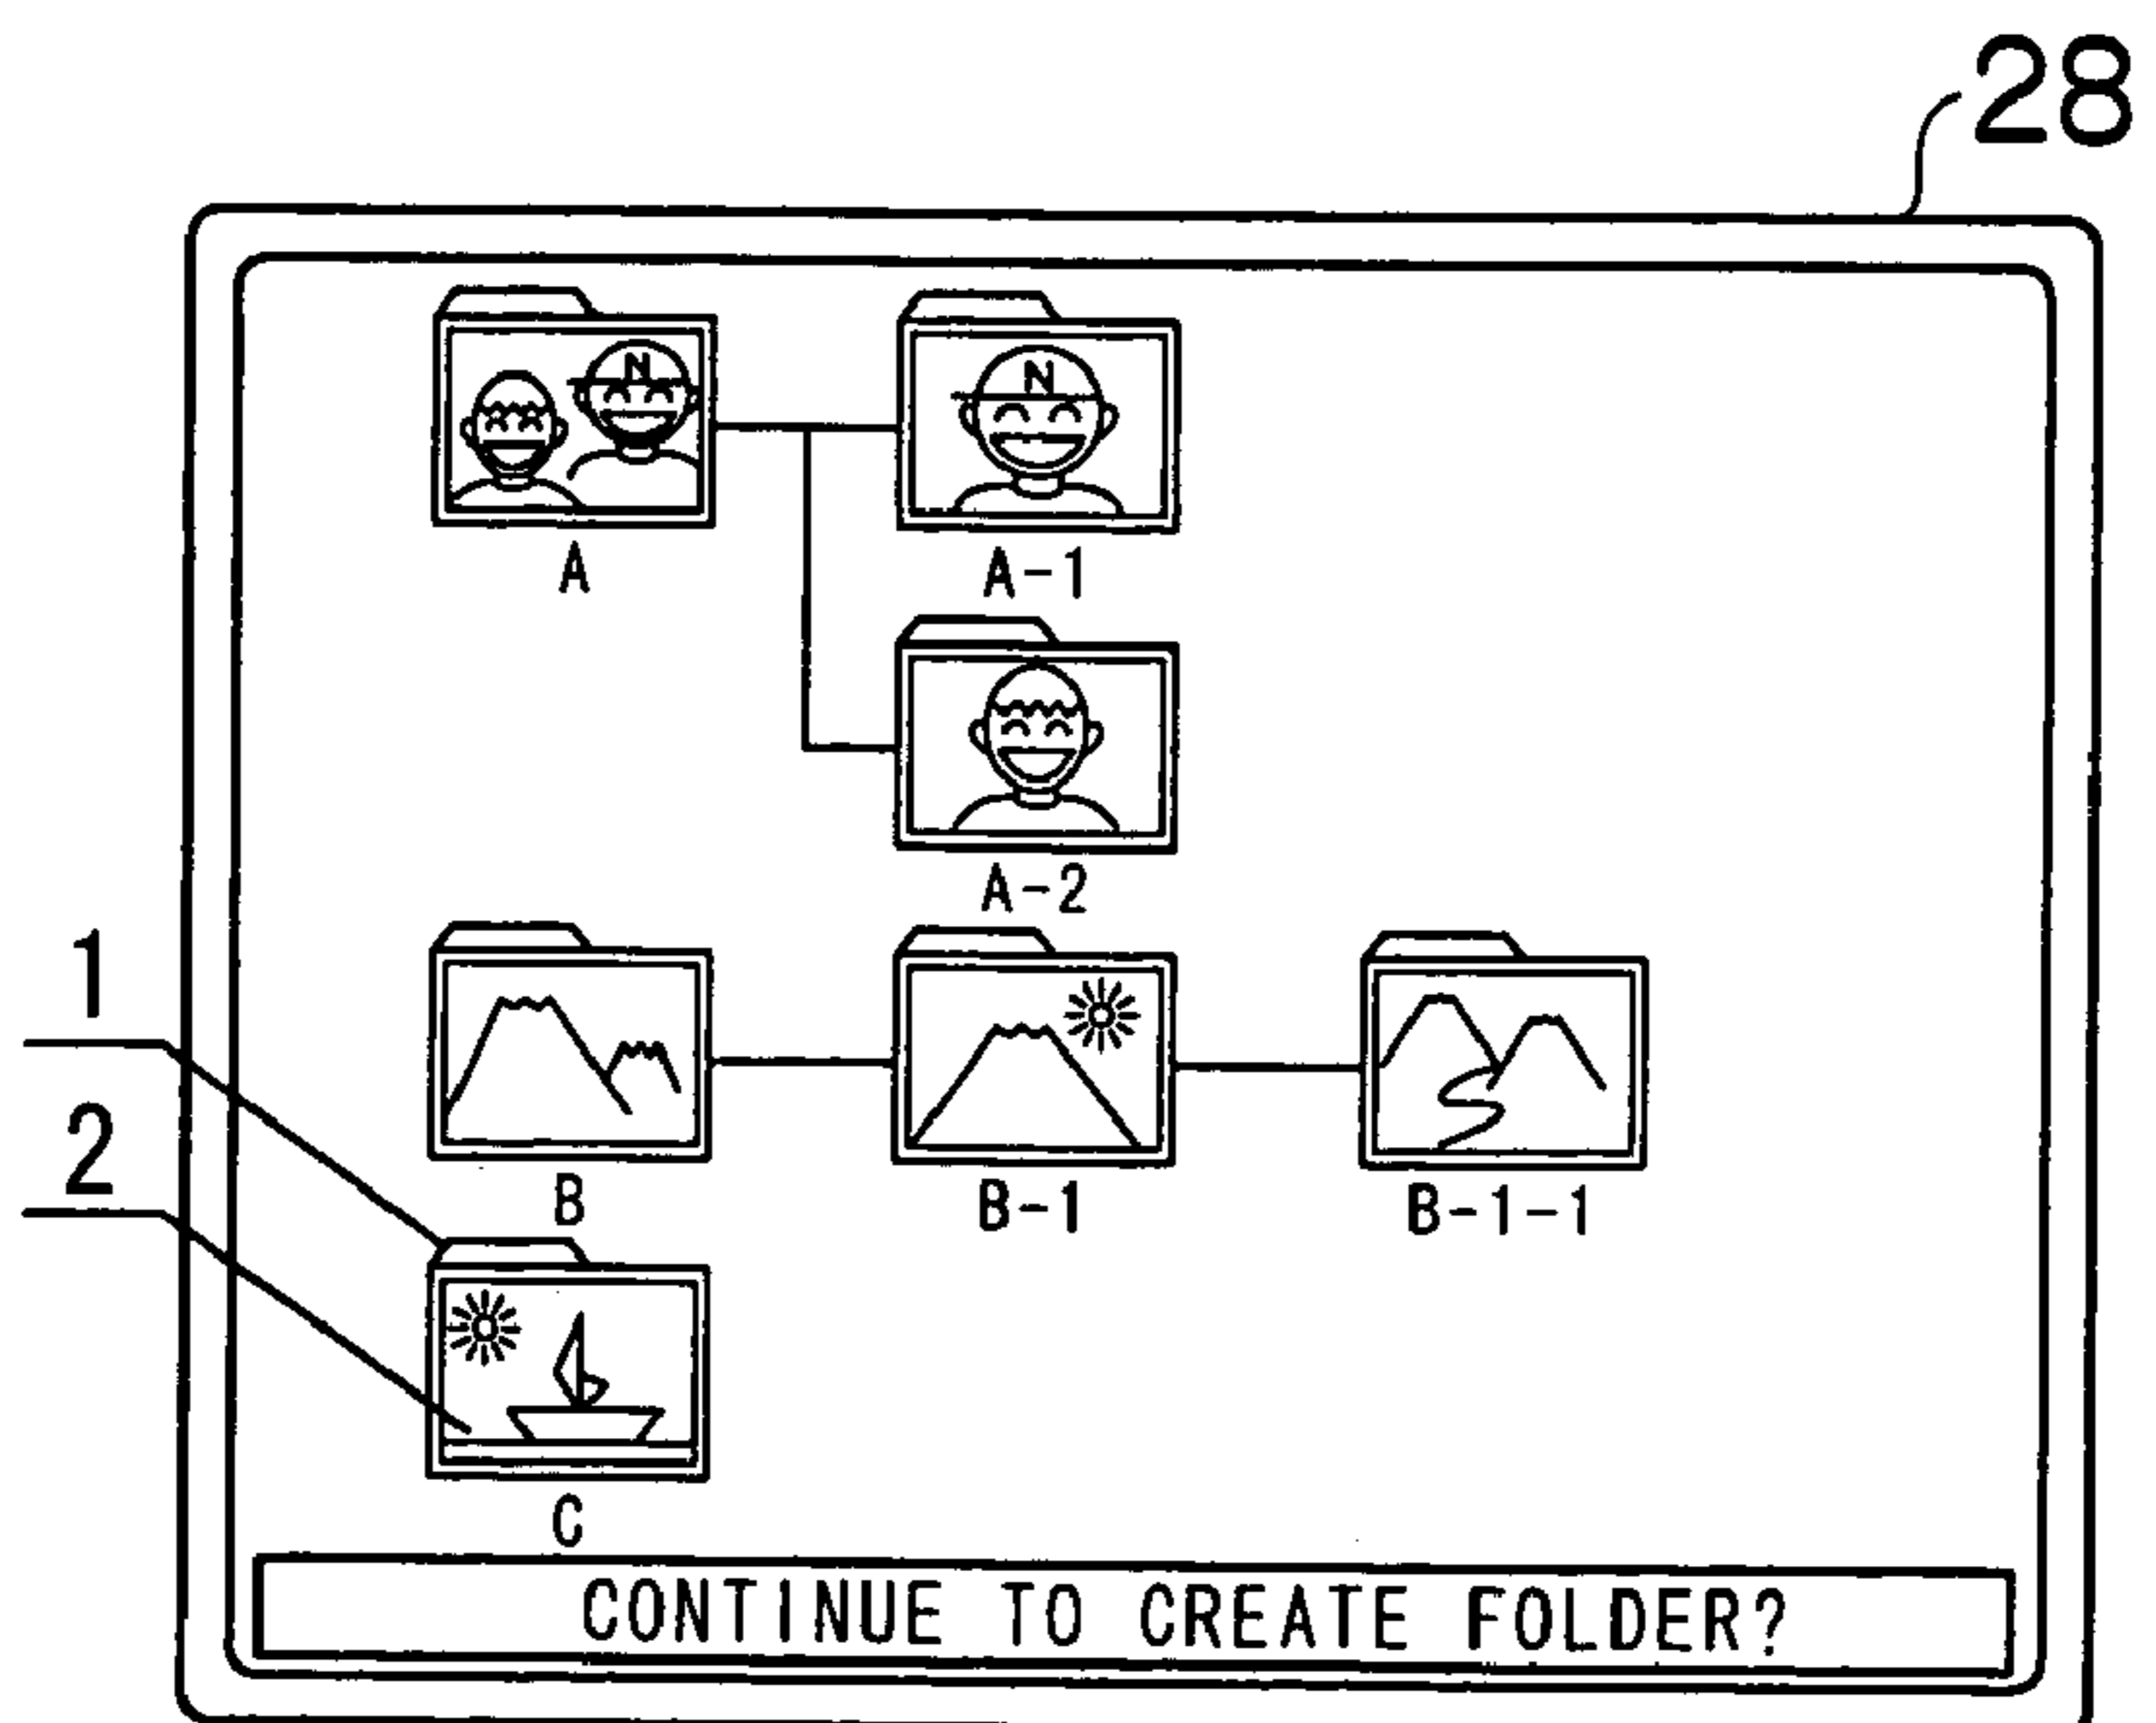 28
N
N
A
A-1
A-2
1
2
B
B-1
B-1-1
C
CONTINUE TO CREATE FOLDER?